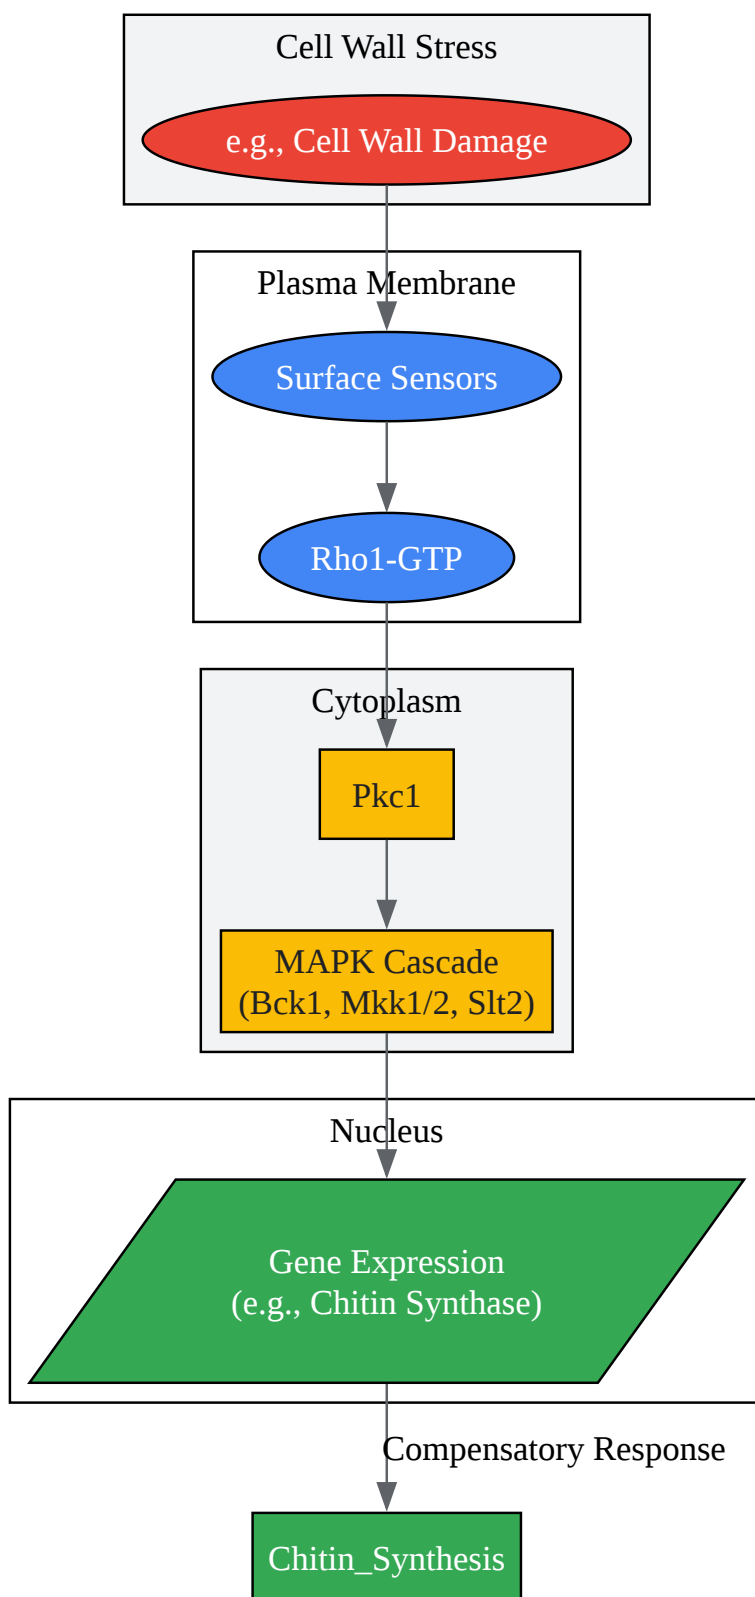 Cell Wall Stress
e.g., Cell Wall Damage
Plasma Membrane
Surface Sensors
Rho1-GTP
Cytoplasm
Pkc1
MAPK Cascade
(Bck1, Mkk1/2, Slt2)
Nucleus
Gene Expression
(e.g., Chitin Synthase)
Compensatory Response
Chitin_Synthesis